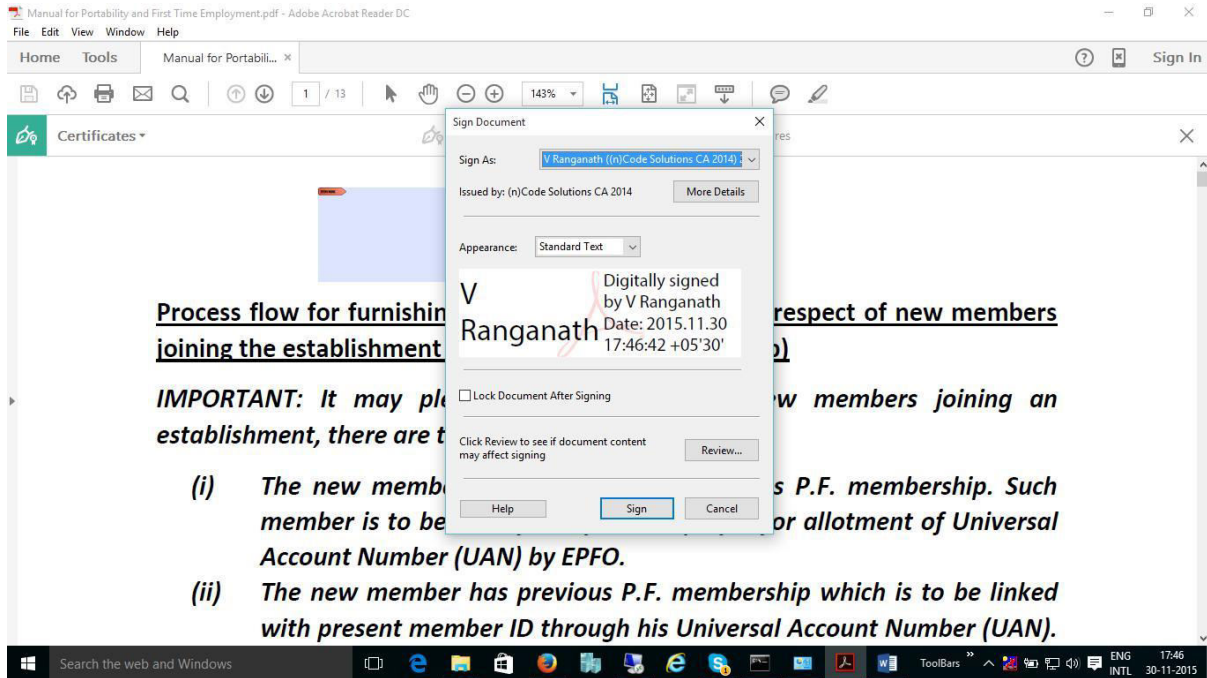 Manual for Portability and First Time Employment.pdf - Adobe Acrobat Reader DC
File Edit View Window Help
Home Tools Manual for Portabili... × Sign In
1 / 13 143%
Certificates res
Sign Document
Sign As: V Ranganath ((n)Code Solutions CA 2014)
Issued by: (n)Code Solutions CA 2014 More Details
Appearance: Standard Text
V
Ranganath
Digitally signed
by V Ranganath
Date: 2015.11.30
17:46:42 +05'30'
Lock Document After Signing
Click Review to see if document content
may affect signing
Review...
Help Sign Cancel
Process flow for furnishin respect of new members
joining the establishment
IMPORTANT: It may ple w members joining an
establishment, there are t
(i) The new memb s P.F. membership. Such
member is to be or allotment of Universal
Account Number (UAN) by EPFO.
(ii) The new member has previous P.F. membership which is to be linked
with present member ID through his Universal Account Number (UAN).
Search the web and Windows ToolBars ENG 17:46
INTL 30-11-2015